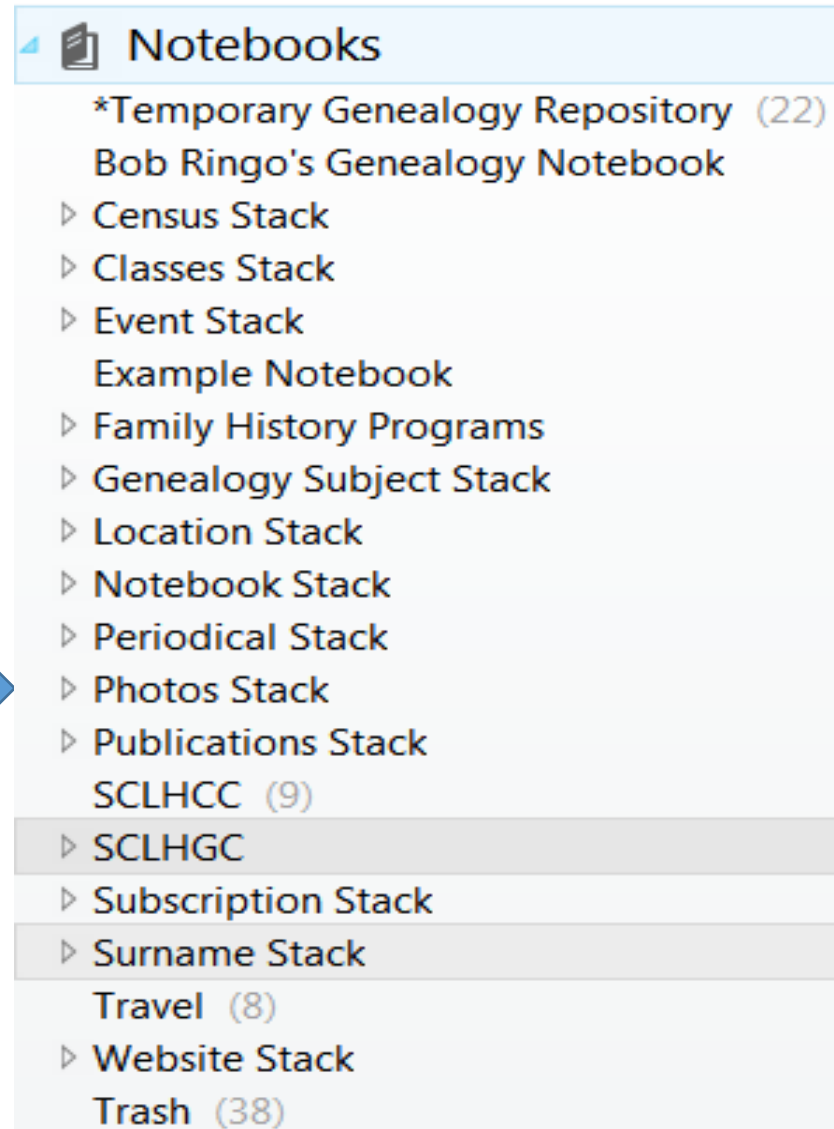 Notebooks
*Temporary Genealogy Repository (22)
Bob Ringo's Genealogy Notebook
Census Stack
Classes Stack
Event Stack
Example Notebook
Family History Programs
Genealogy Subject Stack
Location Stack
Notebook Stack
Periodical Stack
Photos Stack
Publications Stack
SCLHCC (9)
SCLHGC
Subscription Stack
Surname Stack
Travel (8)
Website Stack
Trash (38)